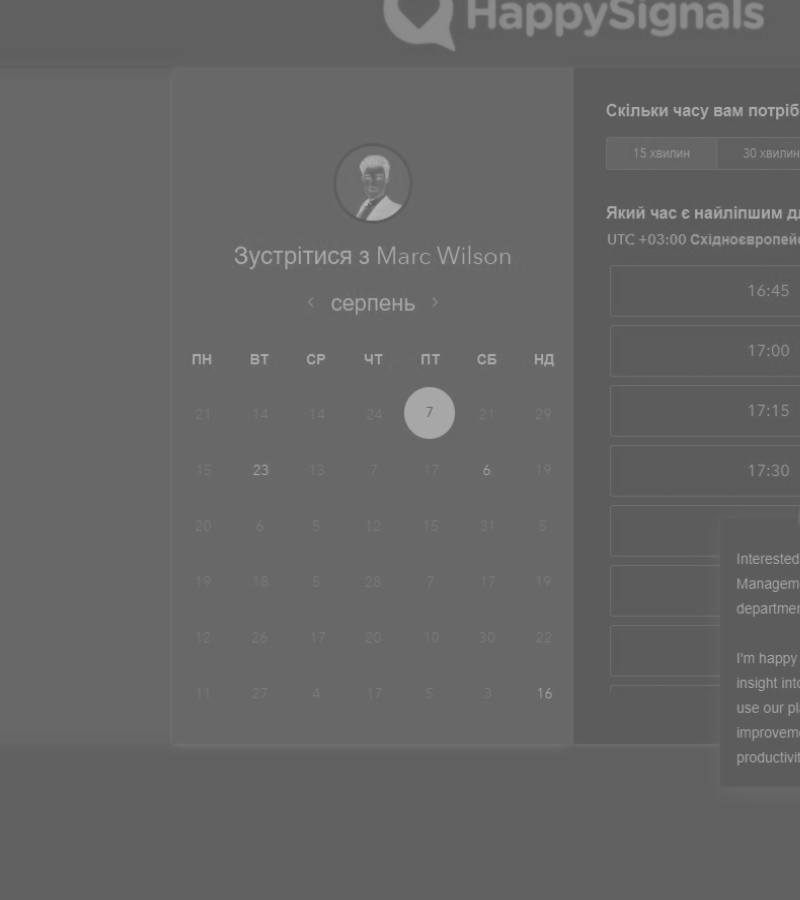 HappySignals
Зустрітися з Marc Wilson
‹ серпень ›
ПН ВТ СР ЧТ ПТ СБ НД
21 14 14 24 7 21 29
15 23 13 7 17 6 19
20 6 5 12 15 31 5
19 18 5 28 7 17 19
12 26 17 20 10 30 22
11 27 4 17 5 3 16
Скільки часу вам потріб
15 хвилин 30 хвилин
Який час є найліпшим д
UTC +03:00 Східноєвропейс
16:45
17:00
17:15
17:30
Interested
Managem
departmen
I'm happy
insight into
use our pla
improveme
productivit